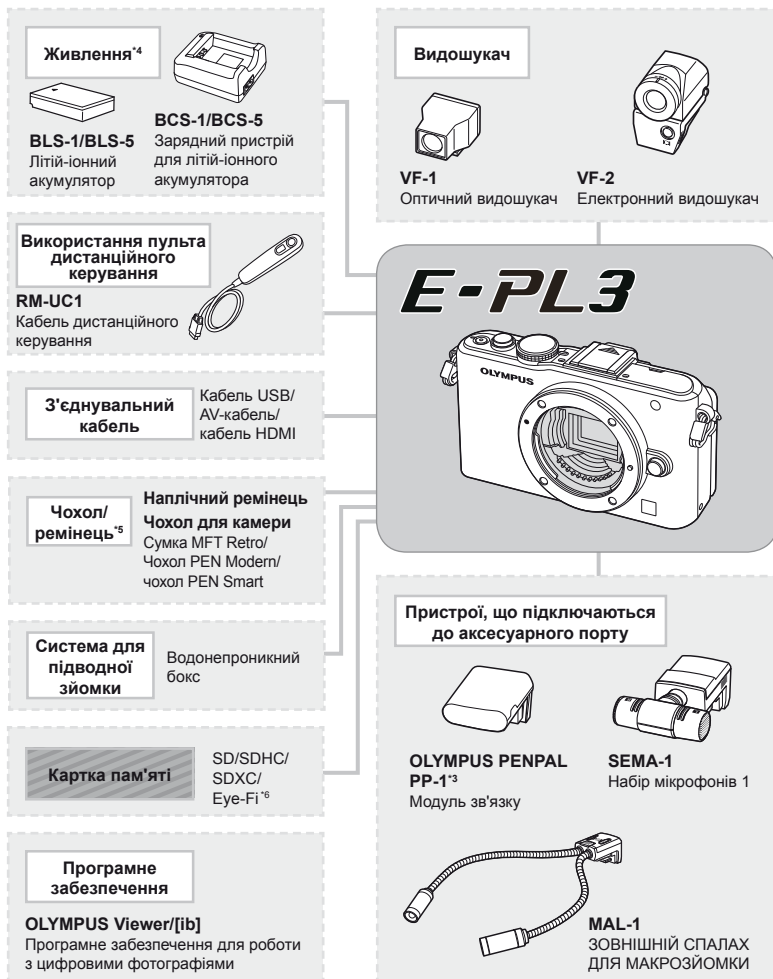 Живлення*4
BLS-1/BLS-5
Літій-іонний
акумулятор
BCS-1/BCS-5
Зарядний пристрій
для літій-іонного
акумулятора
Використання пульта
дистанційного
керування
RM-UC1
Кабель дистанційного
керування
З'єднувальний
кабель
Кабель USB/
AV-кабель/
кабель HDMI
Чохол/
ремінець*5
Наплічний ремінець
Чохол для камери
Сумка MFT Retro/
Чохол PEN Modern/
чохол PEN Smart
Система для
підводної
зйомки
Водонепроникний
бокс
Картка пам'яті
SD/SDHC/
SDXC/
Eye-Fi*6
Програмне
забезпечення
OLYMPUS Viewer/[ib]
Програмне забезпечення для роботи
з цифровими фотографіями
Видошукач
VF-1
Оптичний видошукач
VF-2
Електронний видошукач
E-PL3
OLYMPUS
Пристрої, що підключаються
до аксесуарного порту
OLYMPUS PENPAL
PP-1*3
Модуль зв'язку
SEMA-1
Набір мікрофонів 1
MAL-1
ЗОВНІШНІЙ СПАЛАХ
ДЛЯ МАКРОЗЙОМКИ